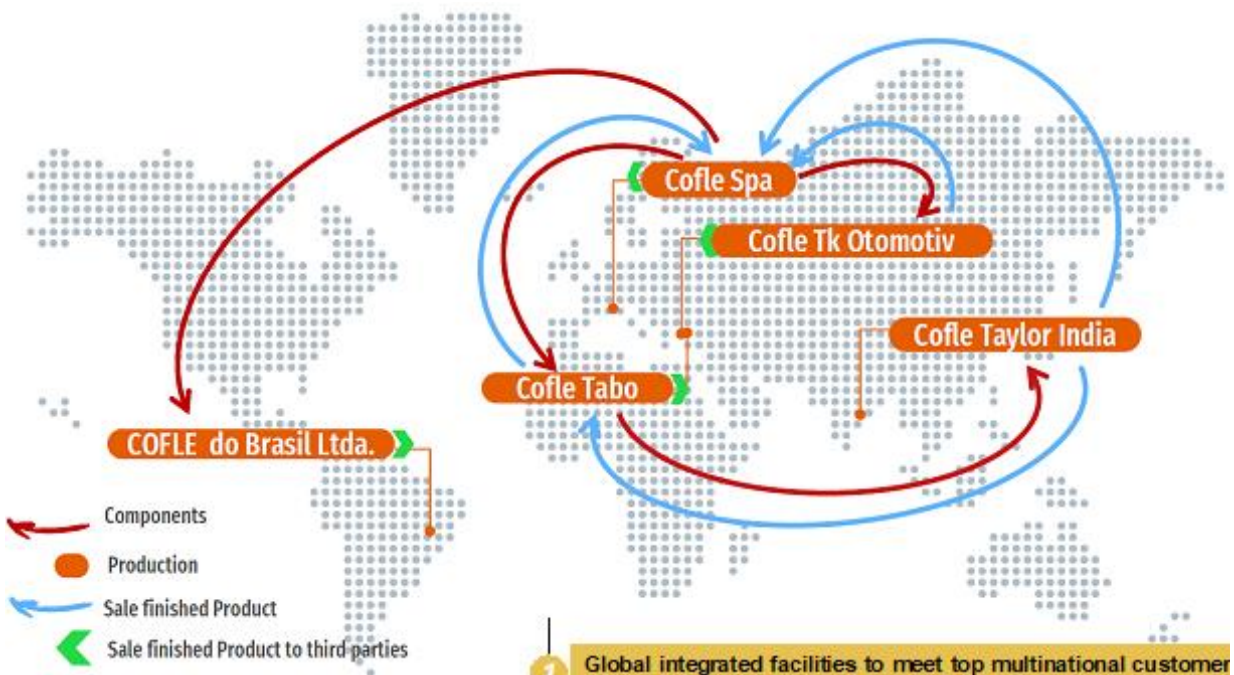 Cofle Spa
Cofle Tk Otomotiv
Cofle Taylor India
Cofle Tabo
COFLE do Brasil Ltda.
Components
Production
Sale finished Product
Sale finished Product to third parties
1
Global integrated facilities to meet top multinational customer